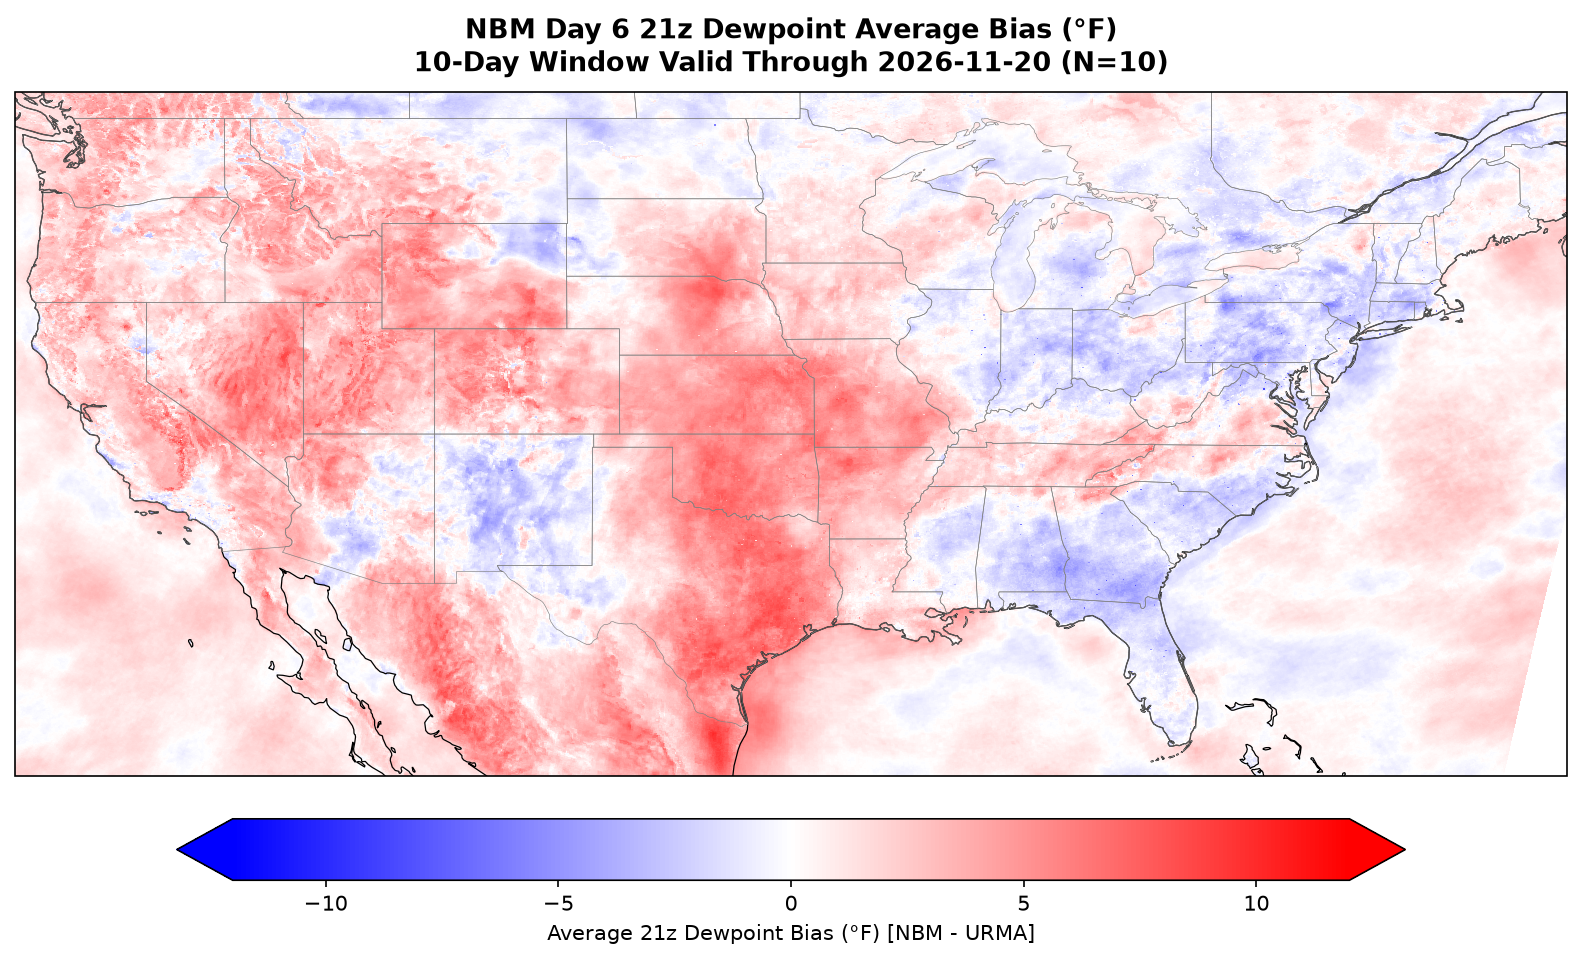 NBM Day 6 21z Dewpoint Average Bias (°F)
10-Day Window Valid Through 2026-11-20 (N=10)
−10 −5 0 5 10
Average 21z Dewpoint Bias (°F) [NBM - URMA]